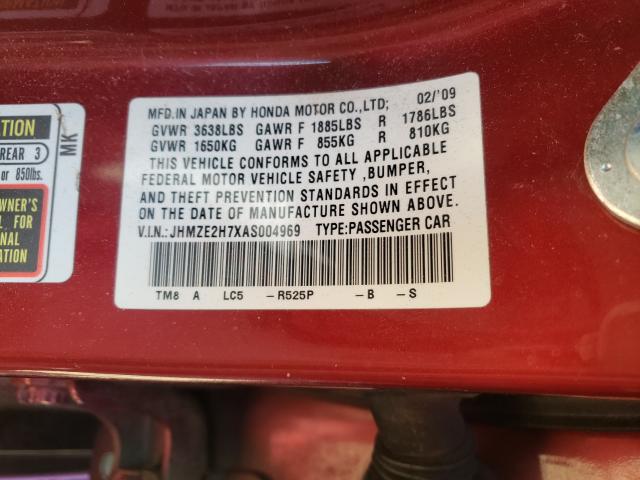 MFD.IN JAPAN BY HONDA MOTOR CO.,LTD; 02/'09
GVWR 3638LBS GAWR F 1885LBS R 1786LBS
GVWR 1650KG GAWR F 855KG R 810KG
THIS VEHICLE CONFORMS TO ALL APPLICABLE
FEDERAL MOTOR VEHICLE SAFETY ,BUMPER,
AND THEFT PREVENTION STANDARDS IN EFFECT
ON THE DATE OF MANUFACTURE SHOWN ABOVE.
V.I.N.:JHMZE2H7XAS004969 TYPE:PASSENGER CAR
TM8 A LC5 -R525P -B -S
REAR 3
or 850lbs.
MK
OWNER'S
FOR